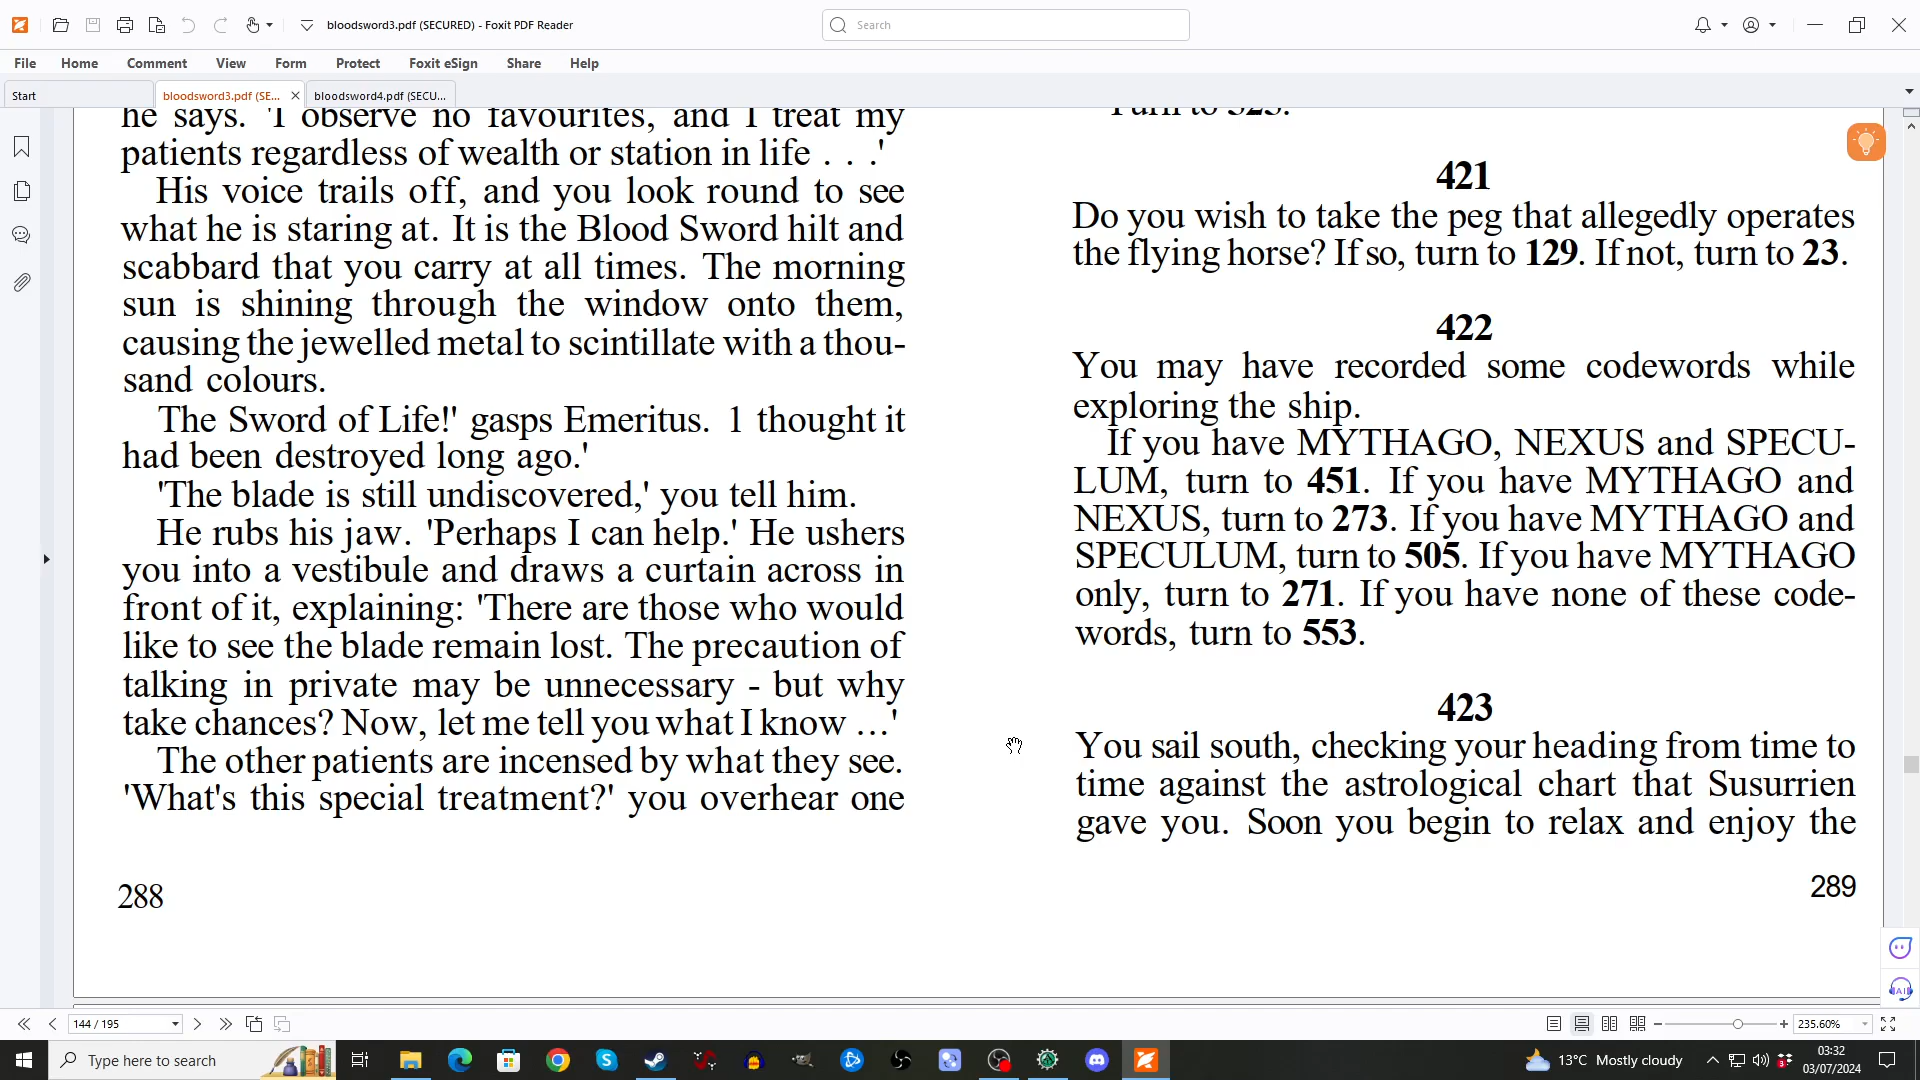 bloodsword3.pdf (SECURED) - Foxit PDF Reader
Search
File Home Comment View Form Protect Foxit eSign Share Help
Start
bloodsword3.pdf (SE...
bloodsword4.pdf (SECU...
he says. 'I observe no favourites, and I treat my
patients regardless of wealth or station in life . . .'
His voice trails off, and you look round to see
what he is staring at. It is the Blood Sword hilt and
scabbard that you carry at all times. The morning
sun is shining through the window onto them,
causing the jewelled metal to scintillate with a thou-
sand colours.
The Sword of Life!' gasps Emeritus. 1 thought it
had been destroyed long ago.'
'The blade is still undiscovered,' you tell him.
He rubs his jaw. 'Perhaps I can help.' He ushers
you into a vestibule and draws a curtain across in
front of it, explaining: 'There are those who would
like to see the blade remain lost. The precaution of
talking in private may be unnecessary - but why
take chances? Now, let me tell you what I know ...'
The other patients are incensed by what they see.
'What's this special treatment?' you overhear one
288
Turn to 525.
421
Do you wish to take the peg that allegedly operates
the flying horse? If so, turn to 129. If not, turn to 23.
422
You may have recorded some codewords while
exploring the ship.
If you have MYTHAGO, NEXUS and SPECU-
LUM, turn to 451. If you have MYTHAGO and
NEXUS, turn to 273. If you have MYTHAGO and
SPECULUM, turn to 505. If you have MYTHAGO
only, turn to 271. If you have none of these code-
words, turn to 553.
423
You sail south, checking your heading from time to
time against the astrological chart that Susurrien
gave you. Soon you begin to relax and enjoy the
289
AI
144 / 195
235.60%
Type here to search
13°C Mostly cloudy
03:32
03/07/2024